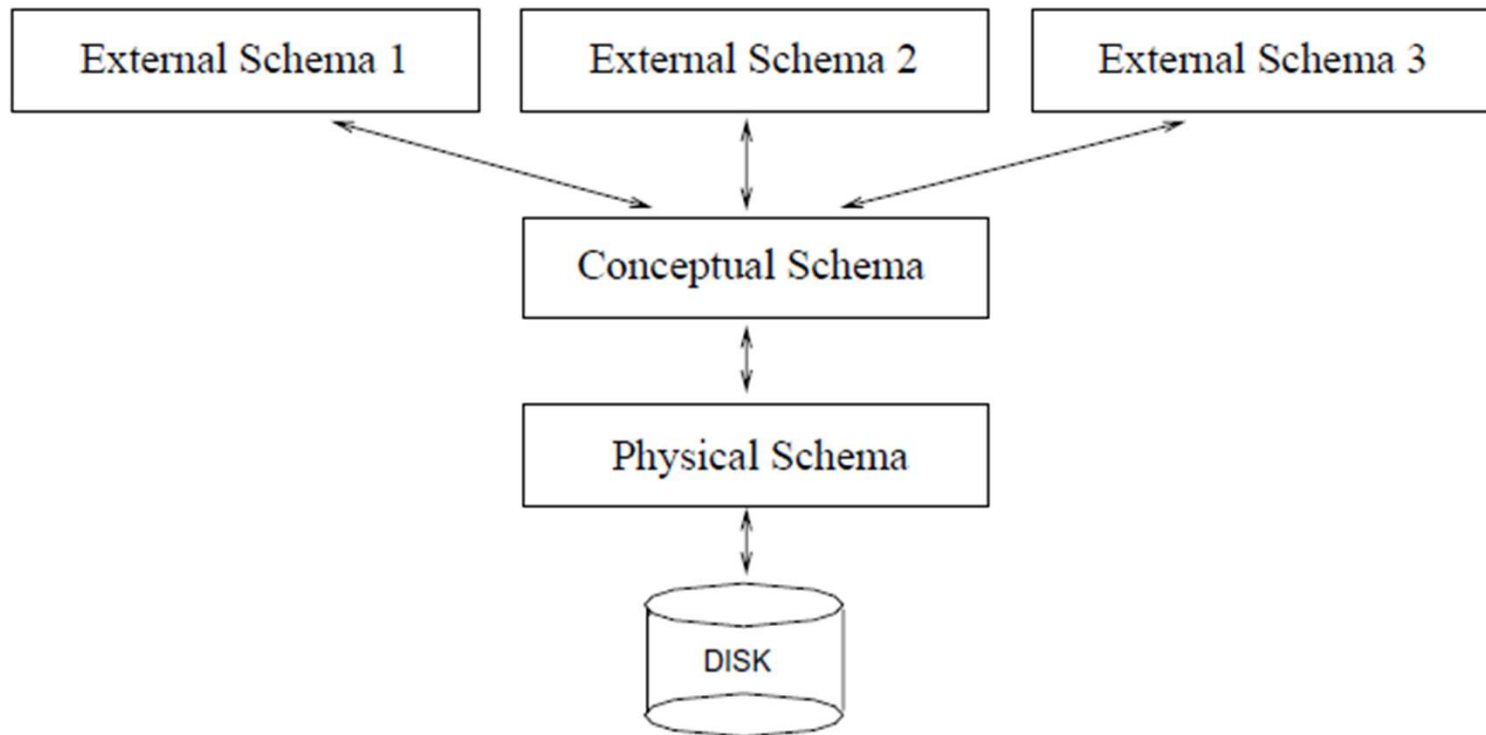 External Schema 1
External Schema 2
External Schema 3
Conceptual Schema
Physical Schema
DISK